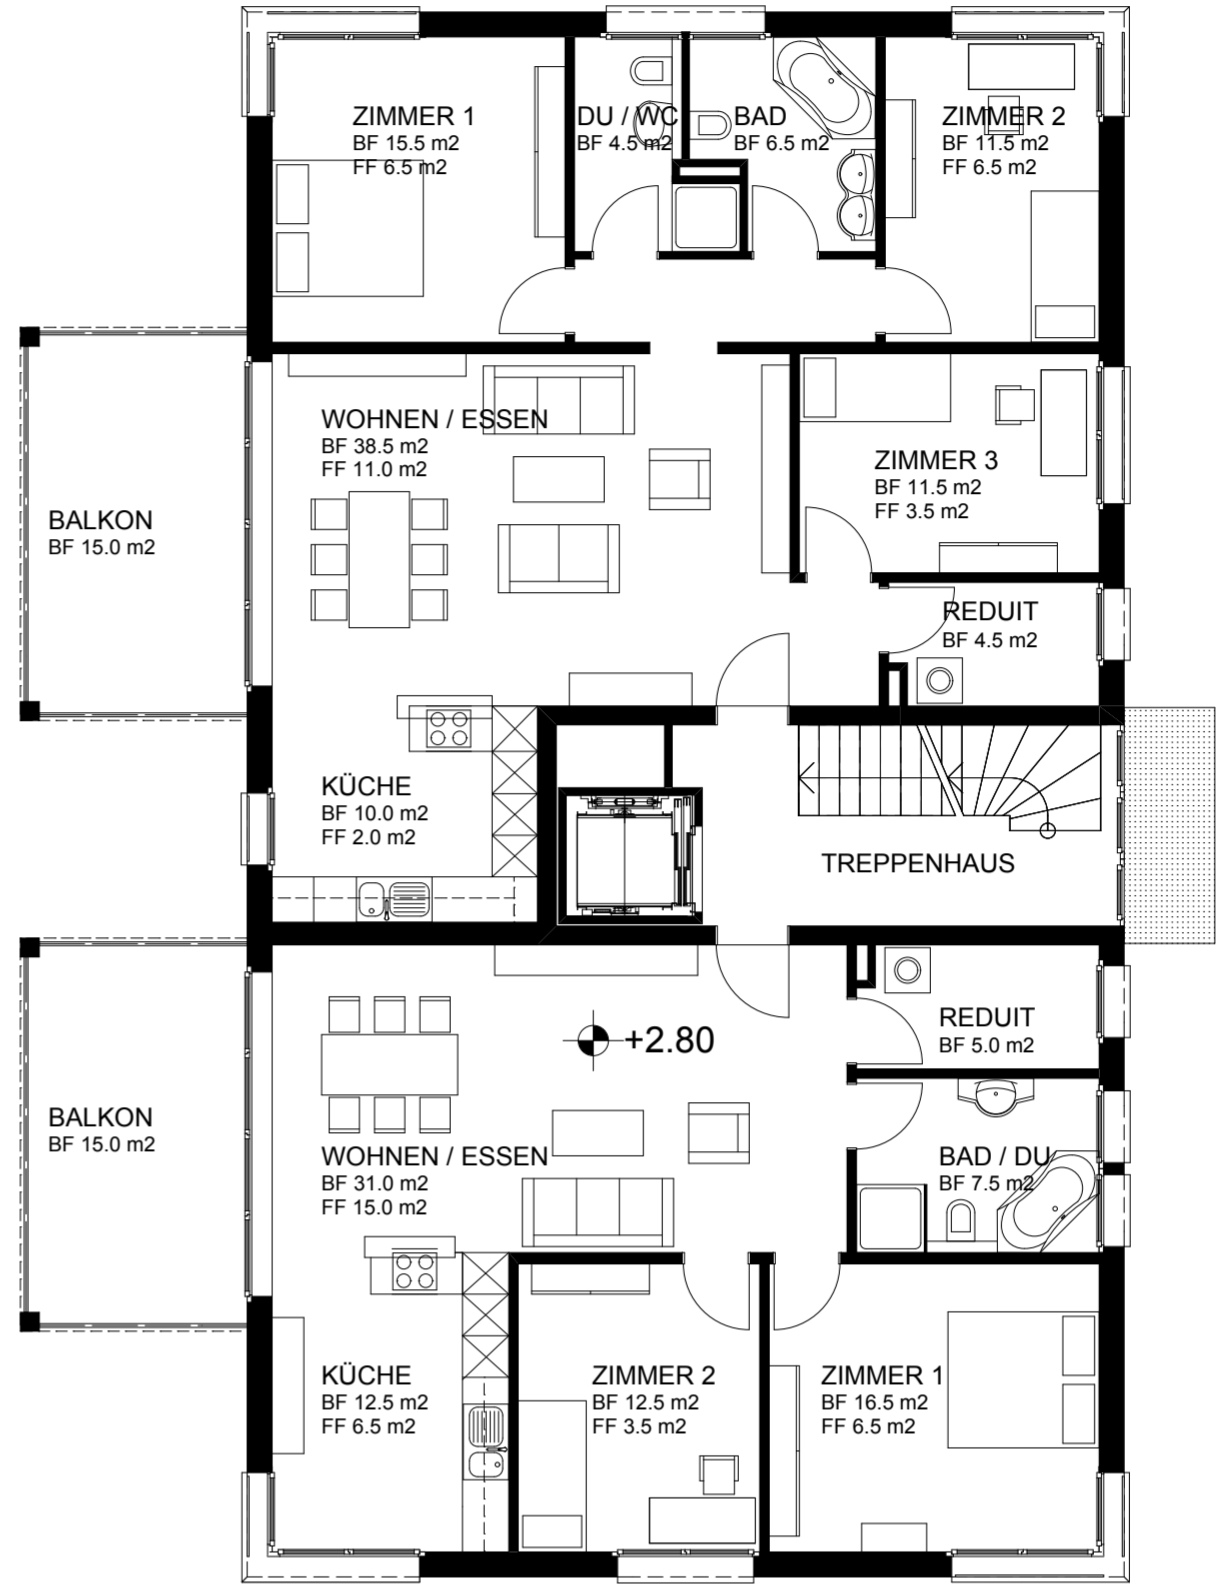 ZIMMER 1
BF 15.5 m2
FF 6.5 m2
DU / WC
BF 4.5 m2
BAD
BF 6.5 m2
ZIMMER 2
BF 11.5 m2
FF 6.5 m2
WOHNEN / ESSEN
BF 38.5 m2
FF 11.0 m2
ZIMMER 3
BF 11.5 m2
FF 3.5 m2
BALKON
BF 15.0 m2
REDUIT
BF 4.5 m2
KÜCHE
BF 10.0 m2
FF 2.0 m2
TREPPENHAUS
REDUIT
BF 5.0 m2
+2.80
BALKON
BF 15.0 m2
WOHNEN / ESSEN
BF 31.0 m2
FF 15.0 m2
BAD / DU
BF 7.5 m2
KÜCHE
BF 12.5 m2
FF 6.5 m2
ZIMMER 2
BF 12.5 m2
FF 3.5 m2
ZIMMER 1
BF 16.5 m2
FF 6.5 m2